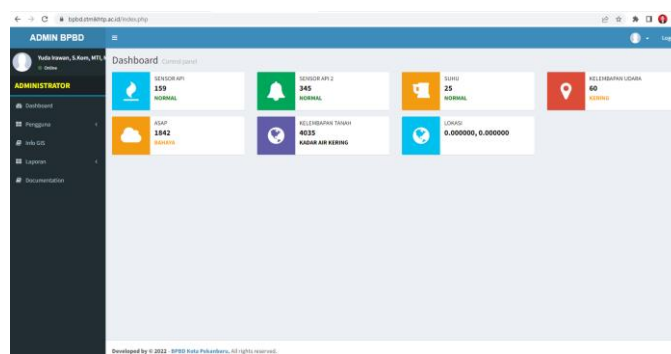 bpbd.stmikhtp.ac.id/index.php
ADMIN BPBD
Yuda Irawan, S.Kom, MTI,
Online
ADMINISTRATOR
Dashboard
Pengguna
Info GIS
Laporan
Documentation
Dashboard Control panel
SENSOR API
159
NORMAL
SENSOR API 2
345
NORMAL
SUHU
25
NORMAL
KELEMBAPAN UDARA
60
KERING
ASAP
1842
BAHAYA
KELEMBAPAN TANAH
4035
KADAR AIR KERING
LOKASI
0.000000, 0.000000
Developed by © 2022 - BPBD Kota Pekanbaru. All rights reserved.